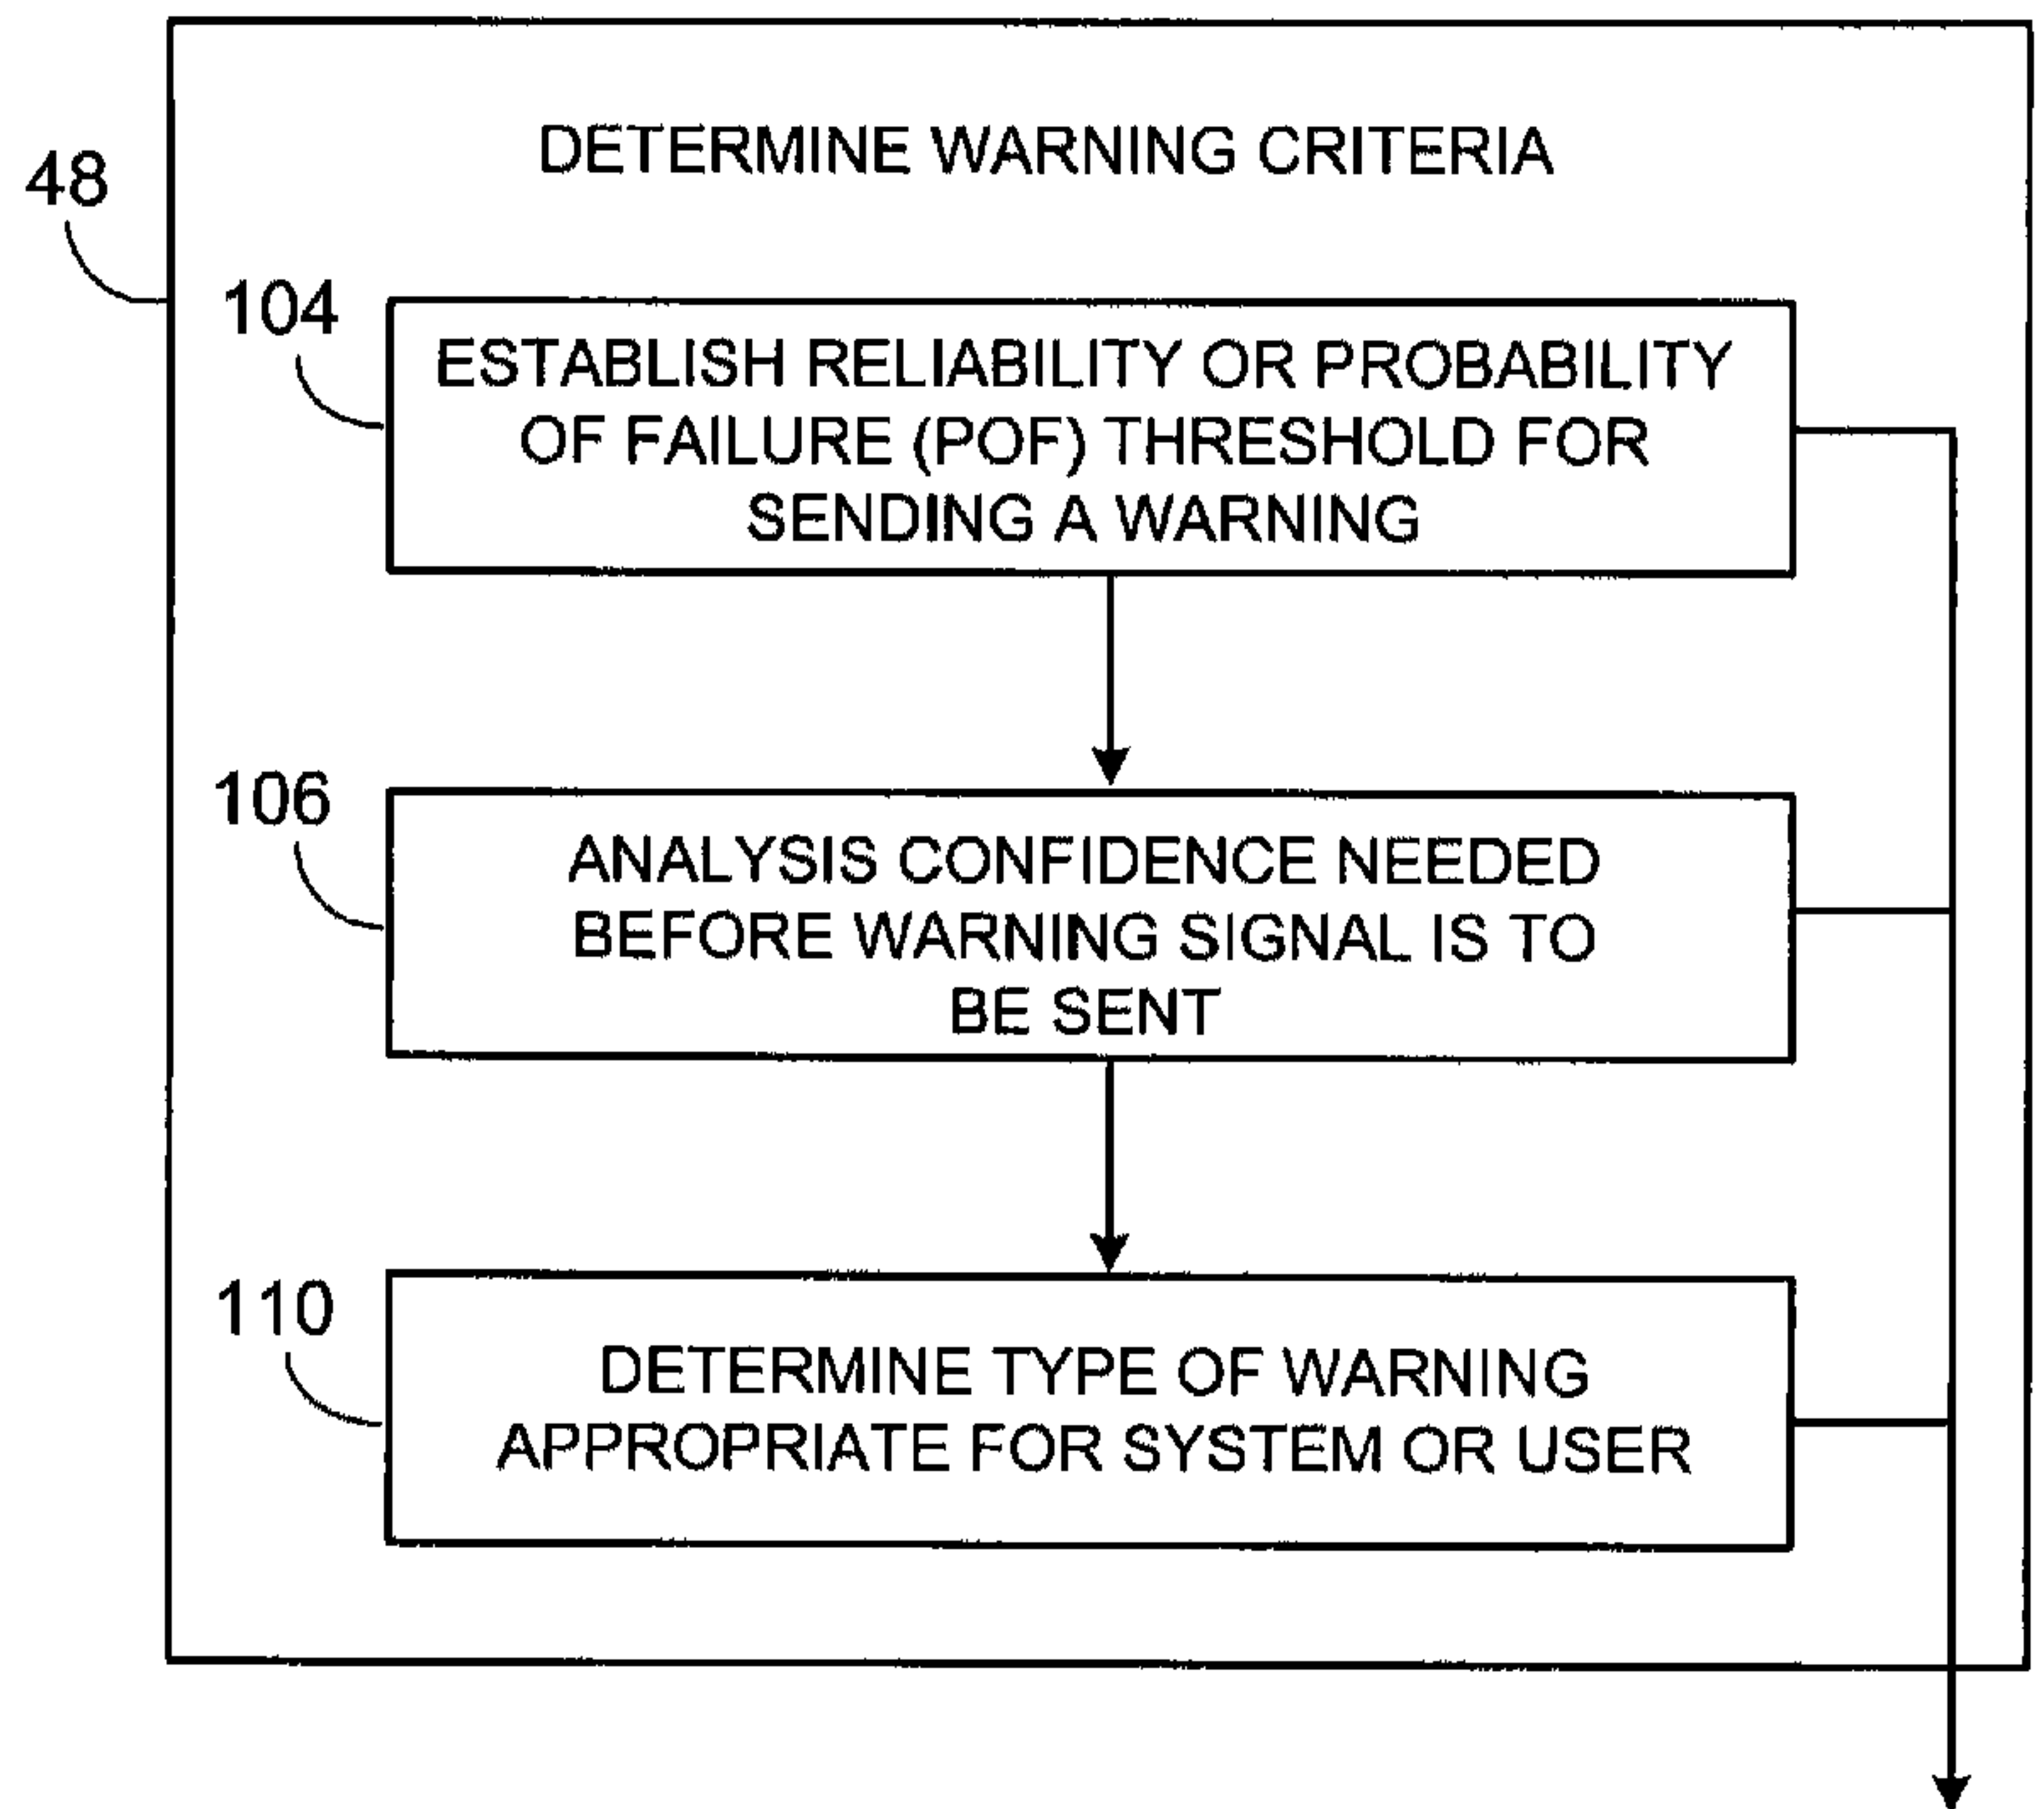 DETERMINE WARNING CRITERIA
48
104
ESTABLISH RELIABILITY OR PROBABILITY
OF FAILURE (POF) THRESHOLD FOR
SENDING A WARNING
106
ANALYSIS CONFIDENCE NEEDED
BEFORE WARNING SIGNAL IS TO
BE SENT
110
DETERMINE TYPE OF WARNING
APPROPRIATE FOR SYSTEM OR USER